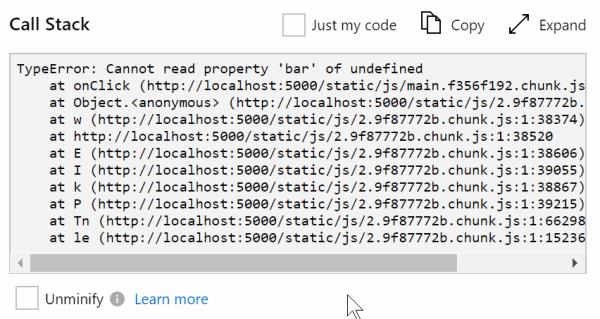 Call Stack
Just my code
Copy
Expand
TypeError: Cannot read property 'bar' of undefined
at onClick (http://localhost:5000/static/js/main.f356f192.chunk.js
at Object.<anonymous> (http://localhost:5000/static/js/2.9f87772b.
at w (http://localhost:5000/static/js/2.9f87772b.chunk.js:1:38374)
at http://localhost:5000/static/js/2.9f87772b.chunk.js:1:38520
at E (http://localhost:5000/static/js/2.9f87772b.chunk.js:1:38606)
at I (http://localhost:5000/static/js/2.9f87772b.chunk.js:1:39055)
at k (http://localhost:5000/static/js/2.9f87772b.chunk.js:1:38867)
at P (http://localhost:5000/static/js/2.9f87772b.chunk.js:1:39215)
at Tn (http://localhost:5000/static/js/2.9f87772b.chunk.js:1:66298
at le (http://localhost:5000/static/js/2.9f87772b.chunk.js:1:15236
Unminify
Learn more